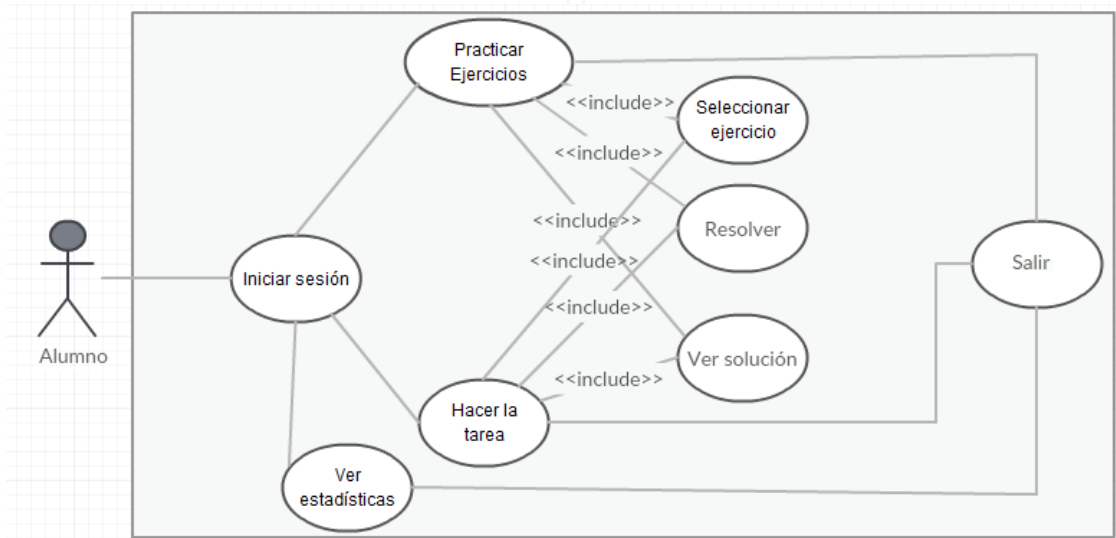 Practicar
Ejercicios
<<include>>
Seleccionar
ejercicio
<<include>>
<<include>>
Resolver
<<include>>
Salir
Iniciar sesión
<<include>>
Alumno
Ver solución
<<include>>
Hacer la
tarea
Ver
estadísticas